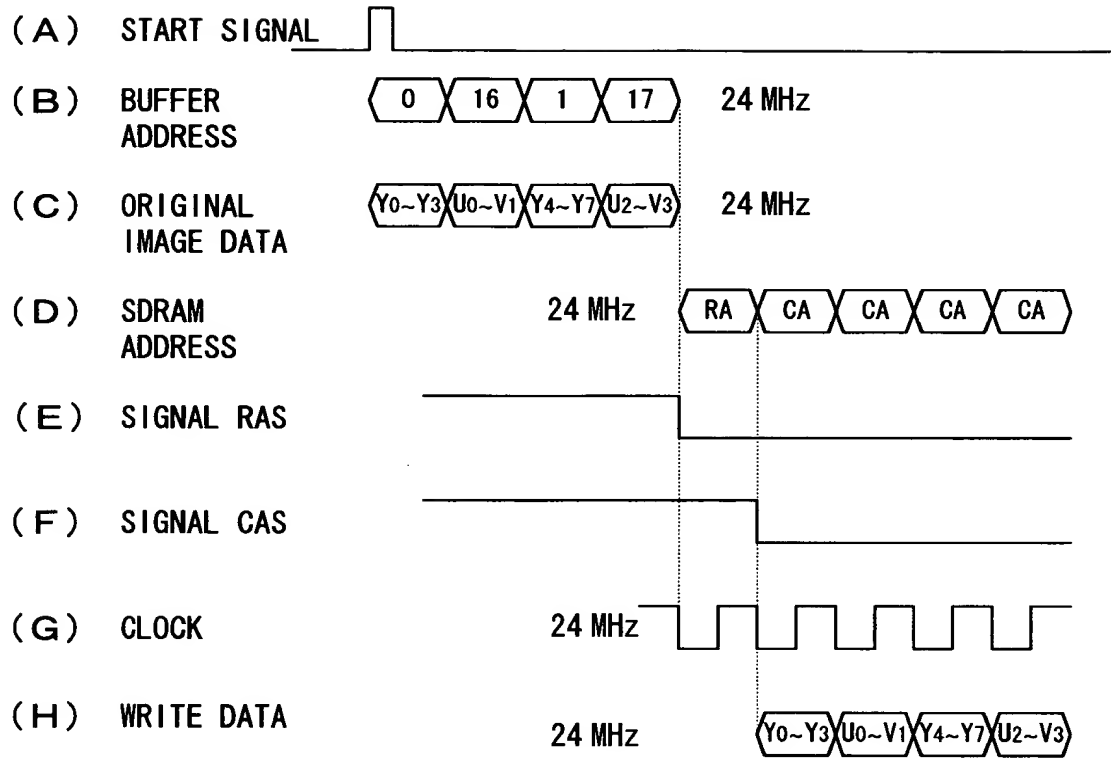 (A) START SIGNAL
(B) BUFFER ADDRESS 0 16 1 17 24 MHz
(C) ORIGINAL IMAGE DATA Y0~Y3 U0~V1 Y4~Y7 U2~V3 24 MHz
(D) SDRAM ADDRESS 24 MHz RA CA CA CA CA
(E) SIGNAL RAS
(F) SIGNAL CAS
(G) CLOCK 24 MHz
(H) WRITE DATA 24 MHz Y0~Y3 U0~V1 Y4~Y7 U2~V3